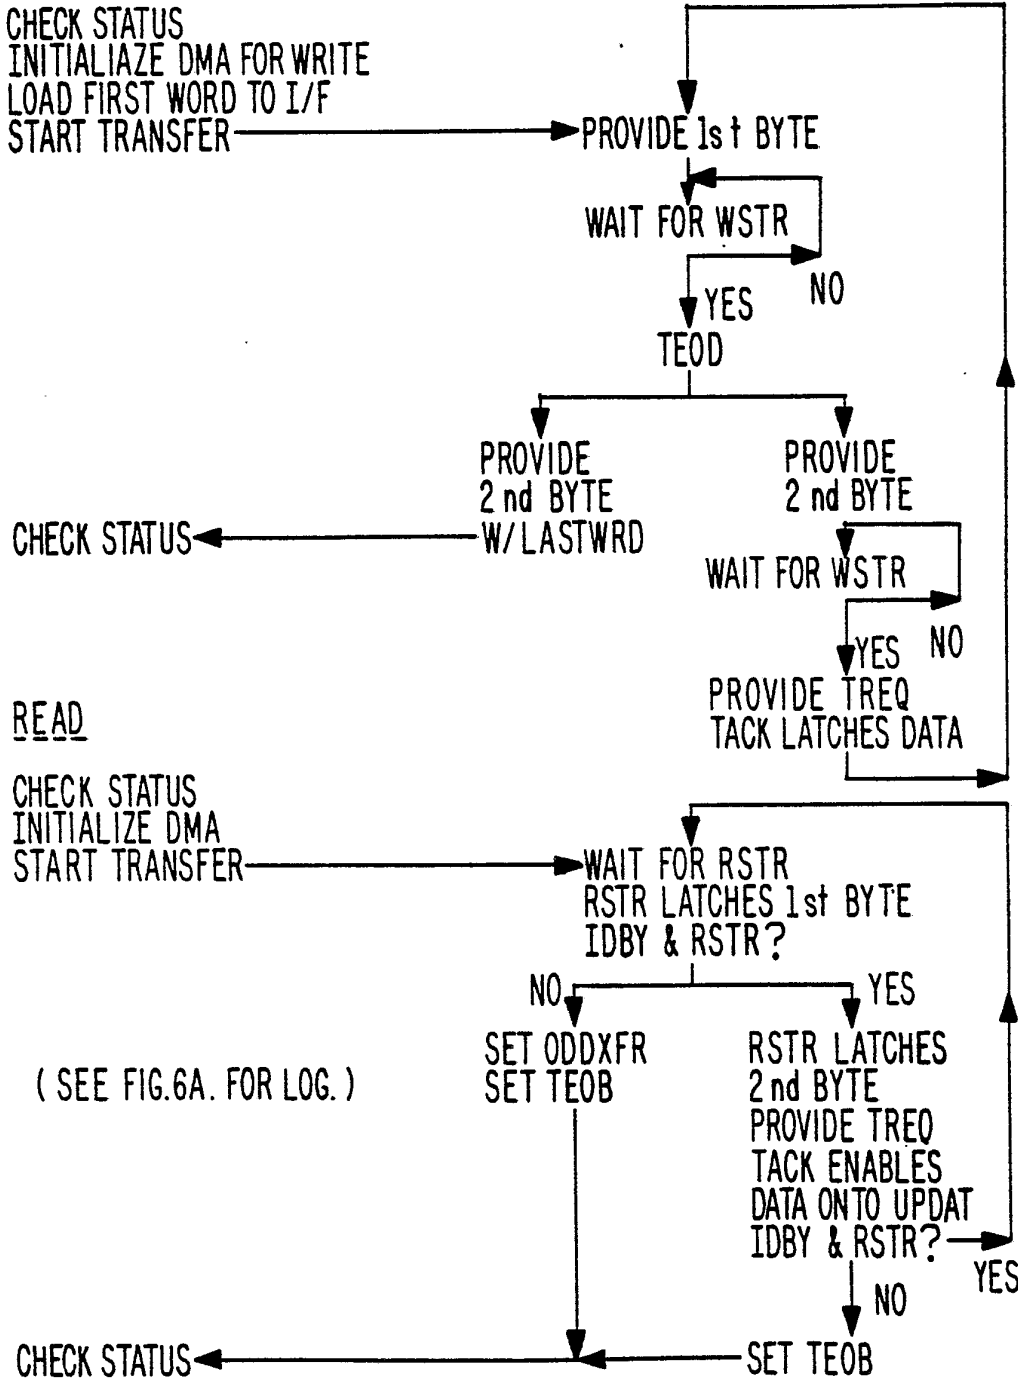 CHECK STATUS
INITIALIAZE DMA FOR WRITE
LOAD FIRST WORD TO I/F
START TRANSFER
PROVIDE 1st BYTE
WAIT FOR WSTR
NO
YES
TEOD
PROVIDE
2nd BYTE
W/LASTWRD
CHECK STATUS
PROVIDE
2nd BYTE
WAIT FOR WSTR
NO
YES
PROVIDE TREQ
TACK LATCHES DATA
READ
CHECK STATUS
INITIALIZE DMA
START TRANSFER
WAIT FOR RSTR
RSTR LATCHES 1st BYTE
IDBY & RSTR?
NO
YES
SET ODDXFR
SET TEOB
RSTR LATCHES
2nd BYTE
PROVIDE TREQ
TACK ENABLES
DATA ONTO UPDAT
IDBY & RSTR?
YES
NO
(SEE FIG.6A. FOR LOG.)
SET TEOB
CHECK STATUS